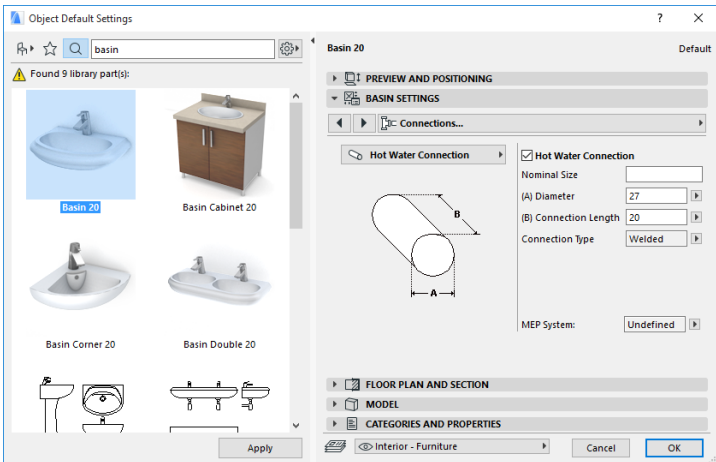 Object Default Settings
basin
Found 9 library part(s):
Basin 20
Basin Cabinet 20
Basin Corner 20
Basin Double 20
Apply
Basin 20
Default
PREVIEW AND POSITIONING
BASIN SETTINGS
Connections...
Hot Water Connection
B
A
Hot Water Connection
Nominal Size
(A) Diameter 27
(B) Connection Length 20
Connection Type Welded
MEP System: Undefined
FLOOR PLAN AND SECTION
MODEL
CATEGORIES AND PROPERTIES
Interior - Furniture
Cancel
OK